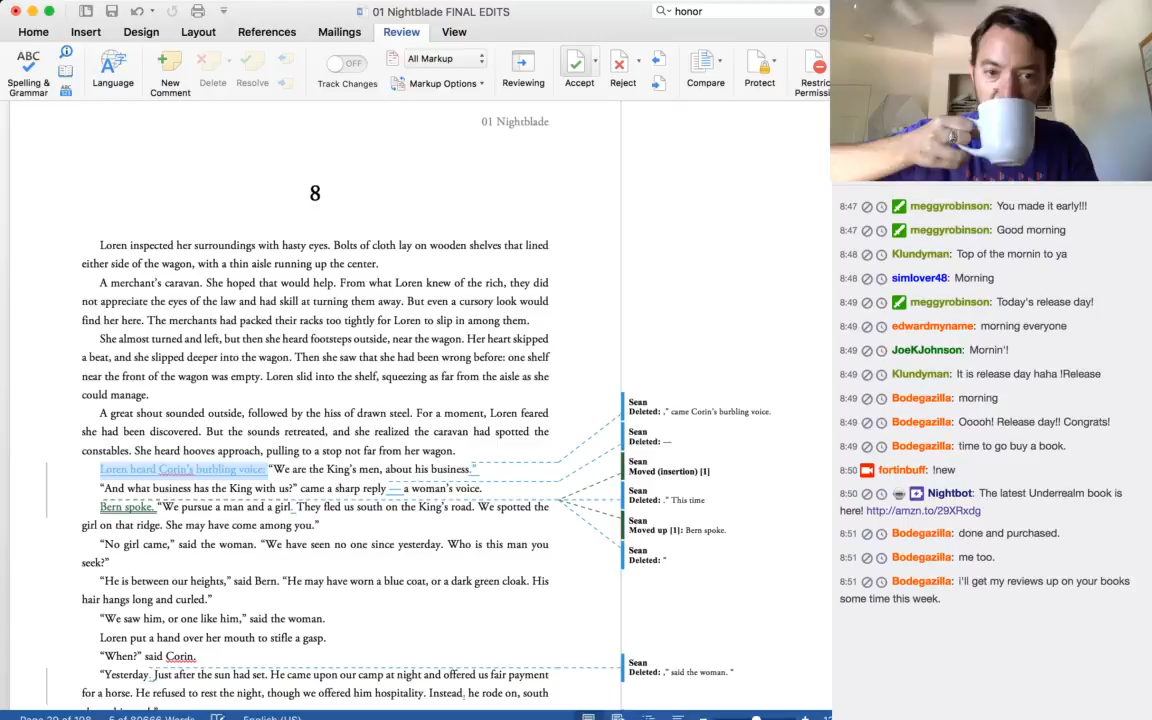 01 Nightblade FINAL EDITS
honor
Home Insert Design Layout References Mailings Review View
ABC
Spelling &
Grammar
ABC
Language
New
Comment
Delete
Resolve
OFF
Track Changes
All Markup
Markup Options
Reviewing
Accept
Reject
Compare
Protect
Restric
Permissi
01 Nightblade
8
Loren inspected her surroundings with hasty eyes. Bolts of cloth lay on wooden shelves that lined
either side of the wagon, with a thin aisle running up the center.
A merchant’s caravan. She hoped that would help. From what Loren knew of the rich, they did
not appreciate the eyes of the law and had skill at turning them away. But even a cursory look would
find her here. The merchants had packed their racks too tightly for Loren to slip in among them.
She almost turned and left, but then she heard footsteps outside, near the wagon. Her heart skipped
a beat, and she slipped deeper into the wagon. Then she saw that she had been wrong before: one shelf
near the front of the wagon was empty. Loren slid into the shelf, squeezing as far from the aisle as she
could manage.
A great shout sounded outside, followed by the hiss of drawn steel. For a moment, Loren feared
she had been discovered. But the sounds retreated, and she realized the caravan had spotted the
constables. She heard hooves approach, pulling to a stop not far from her wagon.
Loren heard Corin’s burbling voice: “We are the King’s men, about his business.”
“And what business has the King with us?” came a sharp reply — a woman’s voice.
Bern spoke. “We pursue a man and a girl. They fled us south on the King’s road. We spotted the
girl on that ridge. She may have come among you.”
“No girl came,” said the woman. “We have seen no one since yesterday. Who is this man you
seek?”
“He is between our heights,” said Bern. “He may have worn a blue coat, or a dark green cloak. His
hair hangs long and curled.”
“We saw him, or one like him,” said the woman.
Loren put a hand over her mouth to stifle a gasp.
“When?” said Corin.
“Yesterday. Just after the sun had set. He came upon our camp at night and offered us fair payment
for a horse. He refused to rest the night, though we offered him hospitality. Instead, he rode on, south
Sean
Deleted: ,” came Corin’s burbling voice.
Sean
Deleted: —
Sean
Moved (insertion) [1]
Sean
Deleted: .” This time
Sean
Moved up [1]: Bern spoke.
Sean
Deleted: “
Sean
Deleted: ,” said the woman. “
Page 29 of 198 5 of 89666 Words English (US)
8:47 meggyrobinson: You made it early!!!
8:47 meggyrobinson: Good morning
8:48 Klundyman: Top of the mornin to ya
8:48 simlover48: Morning
8:49 meggyrobinson: Today's release day!
8:49 edwardmyname: morning everyone
8:49 JoeKJohnson: Mornin'!
8:49 Klundyman: It is release day haha !Release
8:49 Bodegazilla: morning
8:49 Bodegazilla: Ooooh! Release day!! Congrats!
8:49 Bodegazilla: time to go buy a book.
8:50 fortinbuff: !new
8:50 Nightbot: The latest Underrealm book is
here! http://amzn.to/29XRxdg
8:51 Bodegazilla: done and purchased.
8:51 Bodegazilla: me too.
8:51 Bodegazilla: i'll get my reviews up on your books
some time this week.